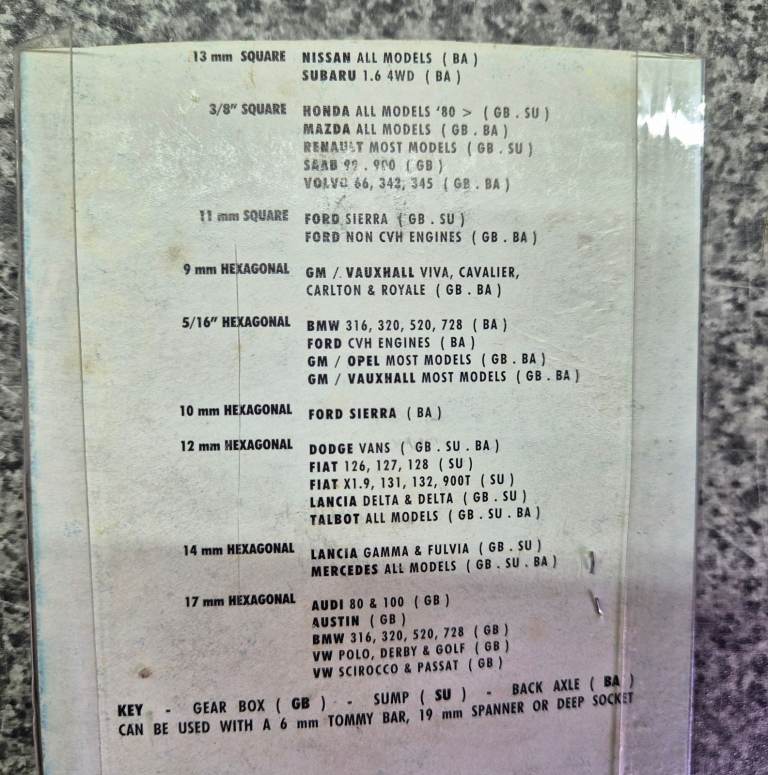 13 mm SQUARE NISSAN ALL MODELS ( BA )
SUBARU 1.6 4WD ( BA )
3/8" SQUARE HONDA ALL MODELS '80 > ( GB . SU )
MAZDA ALL MODELS ( GB . BA )
RENAULT MOST MODELS ( GB . SU )
SAAB 99 . 900 ( GB )
VOLVO 66, 342, 345 ( GB . BA )
11 mm SQUARE FORD SIERRA ( GB . SU )
FORD NON CVH ENGINES ( GB . BA )
9 mm HEXAGONAL GM / VAUXHALL VIVA, CAVALIER,
CARLTON & ROYALE ( GB . BA )
5/16" HEXAGONAL BMW 316, 320, 520, 728 ( BA )
FORD CVH ENGINES ( BA )
GM / OPEL MOST MODELS ( GB . BA )
GM / VAUXHALL MOST MODELS ( GB . BA )
10 mm HEXAGONAL FORD SIERRA ( BA )
12 mm HEXAGONAL DODGE VANS ( GB . SU . BA )
FIAT 126, 127, 128 ( SU )
FIAT X1.9, 131, 132, 900T ( SU )
LANCIA DELTA & DELTA ( GB . SU )
TALBOT ALL MODELS ( GB . SU . BA )
14 mm HEXAGONAL LANCIA GAMMA & FULVIA ( GB . SU )
MERCEDES ALL MODELS ( GB . SU . BA )
17 mm HEXAGONAL AUDI 80 & 100 ( GB )
AUSTIN ( GB )
BMW 316, 320, 520, 728 ( GB )
VW POLO, DERBY & GOLF ( GB )
VW SCIROCCO & PASSAT ( GB )
KEY - GEAR BOX ( GB ) - SUMP ( SU ) - BACK AXLE ( BA )
CAN BE USED WITH A 6 mm TOMMY BAR, 19 mm SPANNER OR DEEP SOCKET